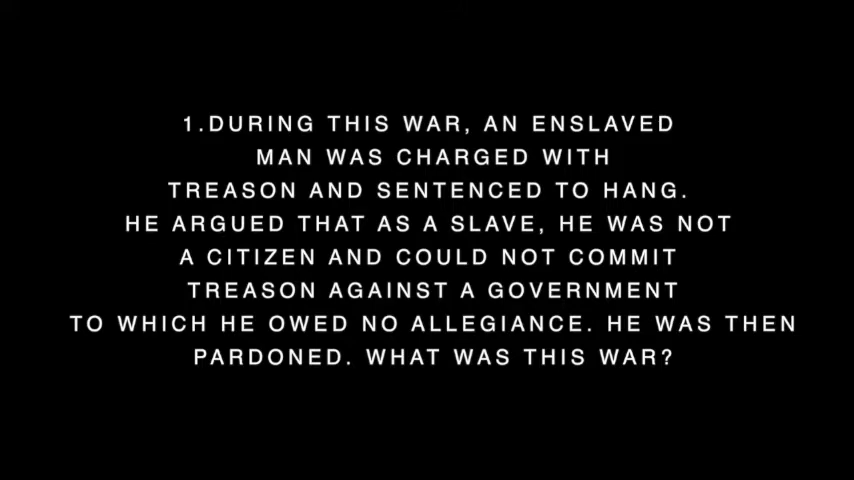 1.DURING THIS WAR, AN ENSLAVED
MAN WAS CHARGED WITH
TREASON AND SENTENCED TO HANG.
HE ARGUED THAT AS A SLAVE, HE WAS NOT
A CITIZEN AND COULD NOT COMMIT
TREASON AGAINST A GOVERNMENT
TO WHICH HE OWED NO ALLEGIANCE. HE WAS THEN
PARDONED. WHAT WAS THIS WAR?